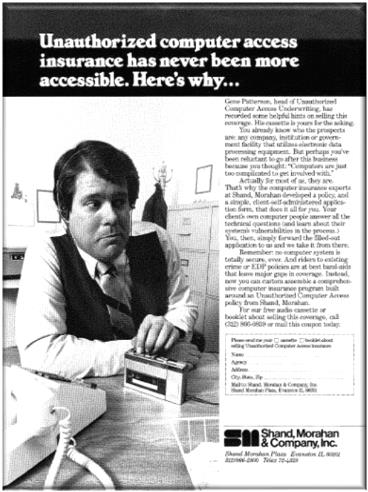 Unauthorized computer access
insurance has never been more
accessible. Here's why...
Gene Patterson, head of Unauthorized
Computer Access Underwriting, has
recorded some helpful hints on selling this
coverage. His cassette is yours for the asking.
You already know who the prospects
are: any company, institution or govern-
ment facility that utilizes electronic data
processing equipment. But perhaps you've
been reluctant to go after this business
because you thought: "Computers are just
too complicated to get involved with."
Actually for most of us, they are.
That's why the computer insurance experts
at Shand, Morahan developed a policy, and
a simple, client-self-administered applica-
tion form, that does it all for you. Your
client's own computer people answer all the
technical questions (and learn about their
system's vulnerabilities in the process.)
You, then, simply forward the filled-out
application to us and we take it from there.
Remember: no computer system is
totally secure, ever. And riders to existing
crime or EDP policies are at best band-aids
that leave major gaps in coverage. Instead,
now you can custom assemble a comprehen-
sive computer insurance program built
around an Unauthorized Computer Access
policy from Shand, Morahan.
For our free audio cassette or
booklet about selling this coverage, call
(312) 866-0859 or mail this coupon today.
Please send me your □ cassette □ booklet about
selling Unauthorized Computer Access insurance.
Name
Agency
Address
City, State, Zip
Mail to: Shand, Morahan & Company, Inc.
Shand Morahan Plaza, Evanston IL 60201
Shand, Morahan
& Company, Inc.
Shand Morahan Plaza Evanston IL 60201
312/866-2800 Telex 72-4328